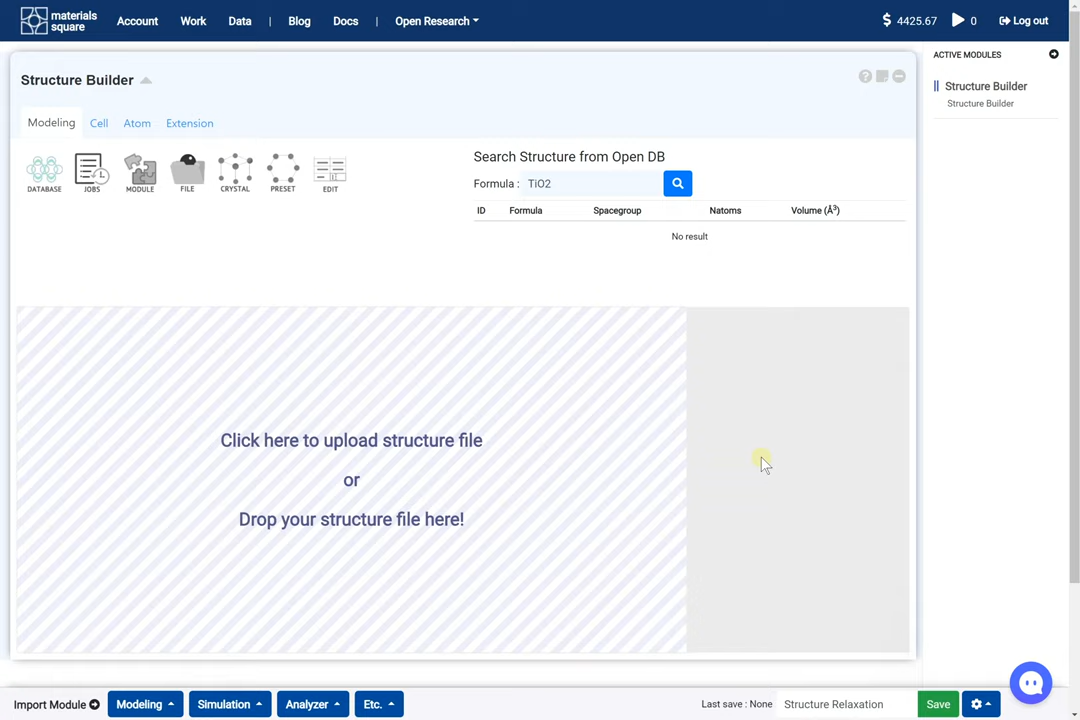 materials square
Account Work Data | Blog Docs | Open Research
$ 4425.67 0 Log out
ACTIVE MODULES
Structure Builder
Structure Builder
Structure Builder
Modeling Cell Atom Extension
DATABASE JOBS MODULE FILE CRYSTAL PRESET EDIT
Search Structure from Open DB
Formula : TiO2
ID Formula Spacegroup Natoms Volume (Å³)
No result
Click here to upload structure file
or
Drop your structure file here!
Import Module Modeling Simulation Analyzer Etc. Last save : None Structure Relaxation Save